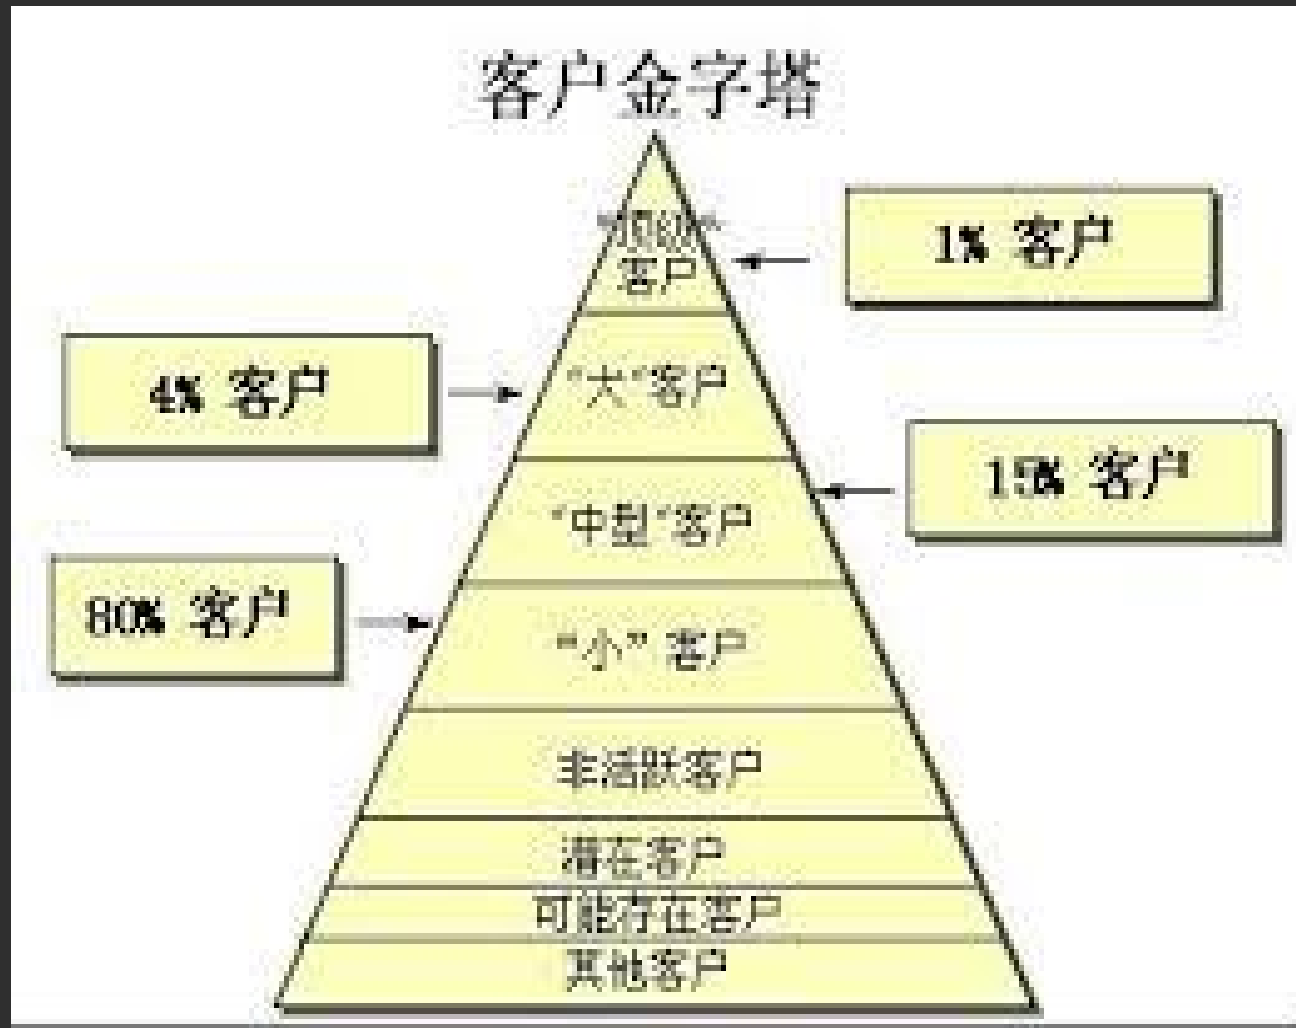 客户金字塔
"顶级"
客户
1% 客户
4% 客户
"大"客户
15% 客户
"中型"客户
80% 客户
"小" 客户
非活跃客户
潜在客户
可能存在客户
其他客户